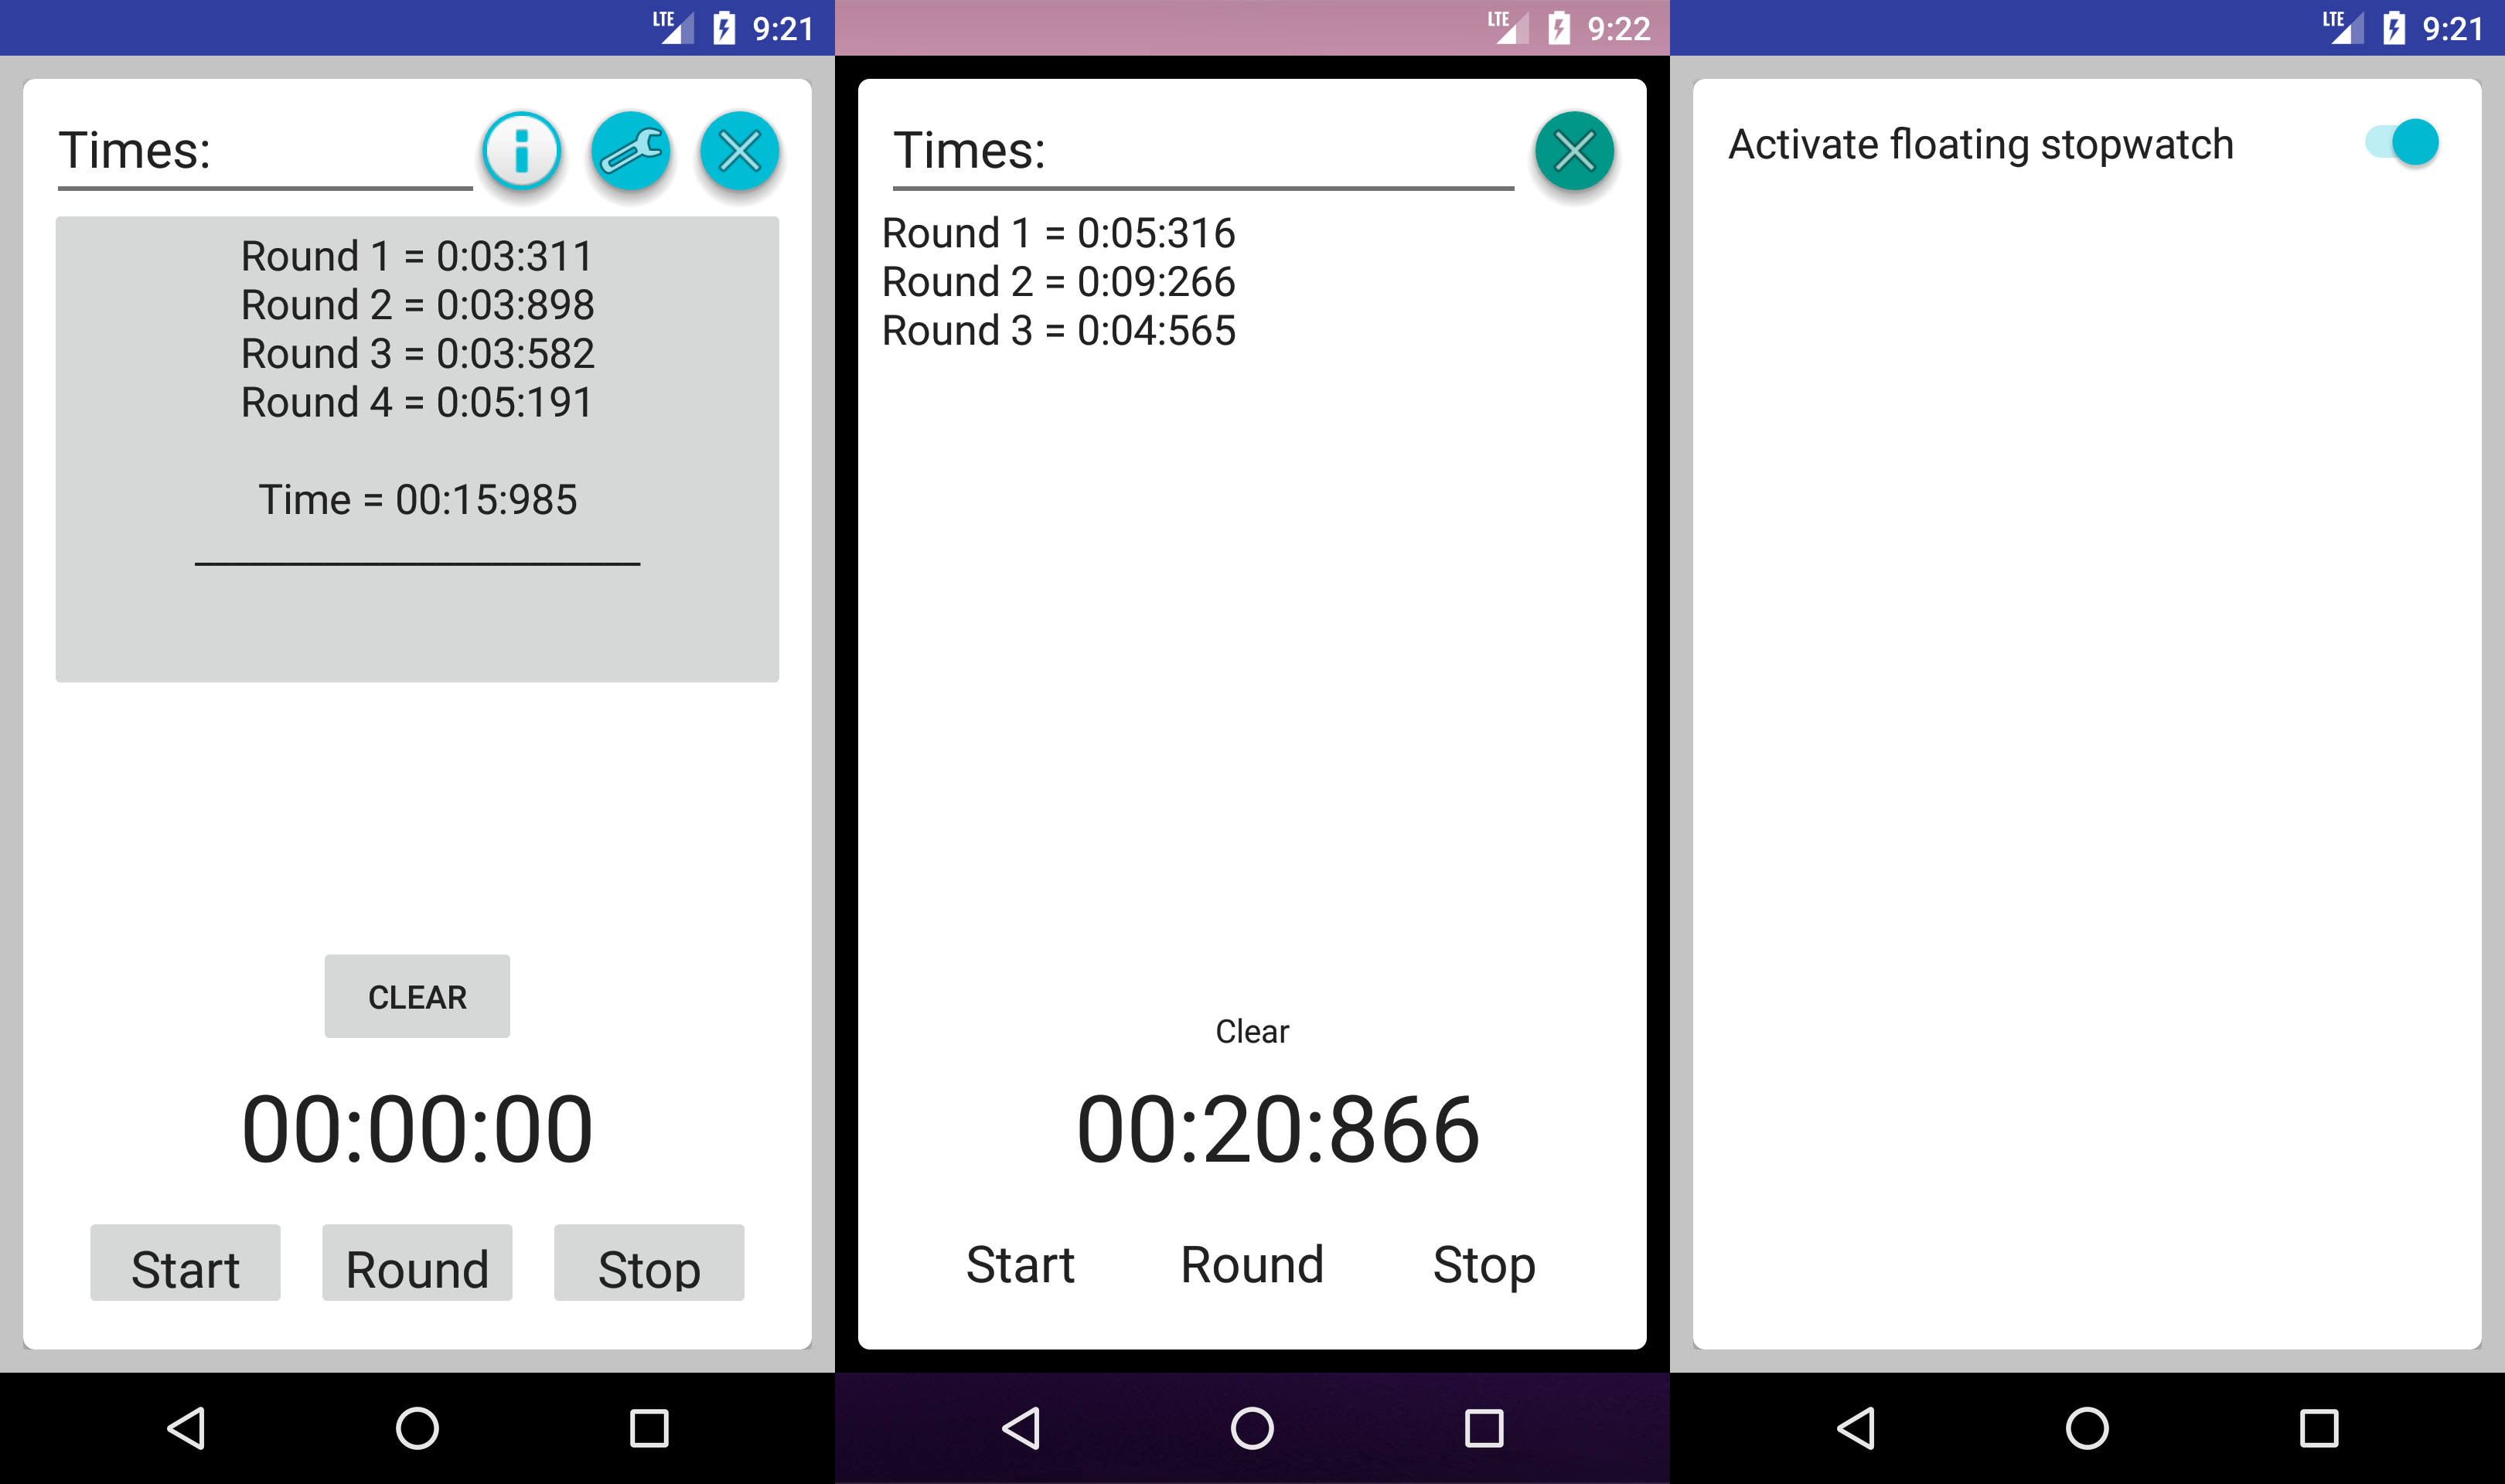 LTE 9:21
Times:
Round 1 = 0:03:311
Round 2 = 0:03:898
Round 3 = 0:03:582
Round 4 = 0:05:191
Time = 00:15:985
CLEAR
00:00:00
Start Round Stop
LTE 9:22
Times:
Round 1 = 0:05:316
Round 2 = 0:09:266
Round 3 = 0:04:565
Clear
00:20:866
Start Round Stop
LTE 9:21
Activate floating stopwatch